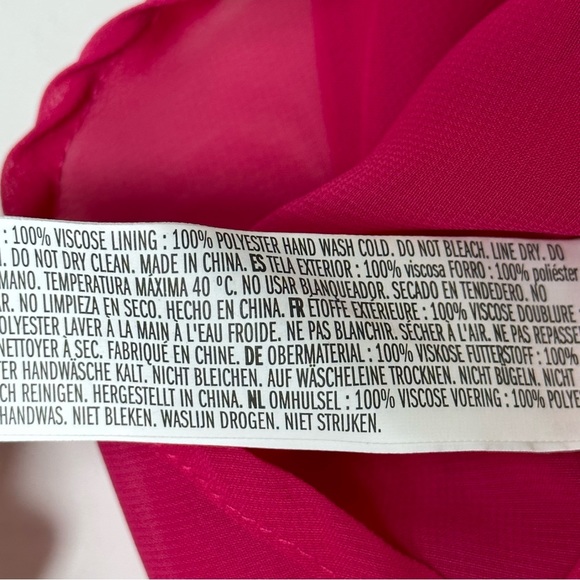 : 100% VISCOSE LINING : 100% POLYESTER HAND WASH COLD. DO NOT BLEACH. LINE DRY. DO
. DO NOT DRY CLEAN. MADE IN CHINA. ES TELA EXTERIOR : 100% viscosa FORRO : 100% poliéster
MANO. TEMPERATURA MÁXIMA 40 ºC. NO USAR BLANQUEADOR. SECADO EN TENDEDERO. NO
AR. NO LIMPIEZA EN SECO. HECHO EN CHINA. FR ETOFFE EXTÉRIEURE : 100% VISCOSE DOUBLURE :
POLYESTER LAVER À LA MAIN À L'EAU FROIDE. NE PAS BLANCHIR. SÉCHER À L'AIR. NE PAS REPASSE
NETTOYER À SEC. FABRIQUÉ EN CHINE. DE OBERMATERIAL : 100% VISKOSE FUTTERSTOFF : 100%
TER HANDWÄSCHE KALT. NICHT BLEICHEN. AUF WÄSCHELEINE TROCKNEN. NICHT BÜGELN. NICHT
CH REINIGEN. HERGESTELLT IN CHINA. NL OMHULSEL : 100% VISCOSE VOERING : 100% POLYE
HANDWAS. NIET BLEKEN. WASLIJN DROGEN. NIET STRIJKEN.